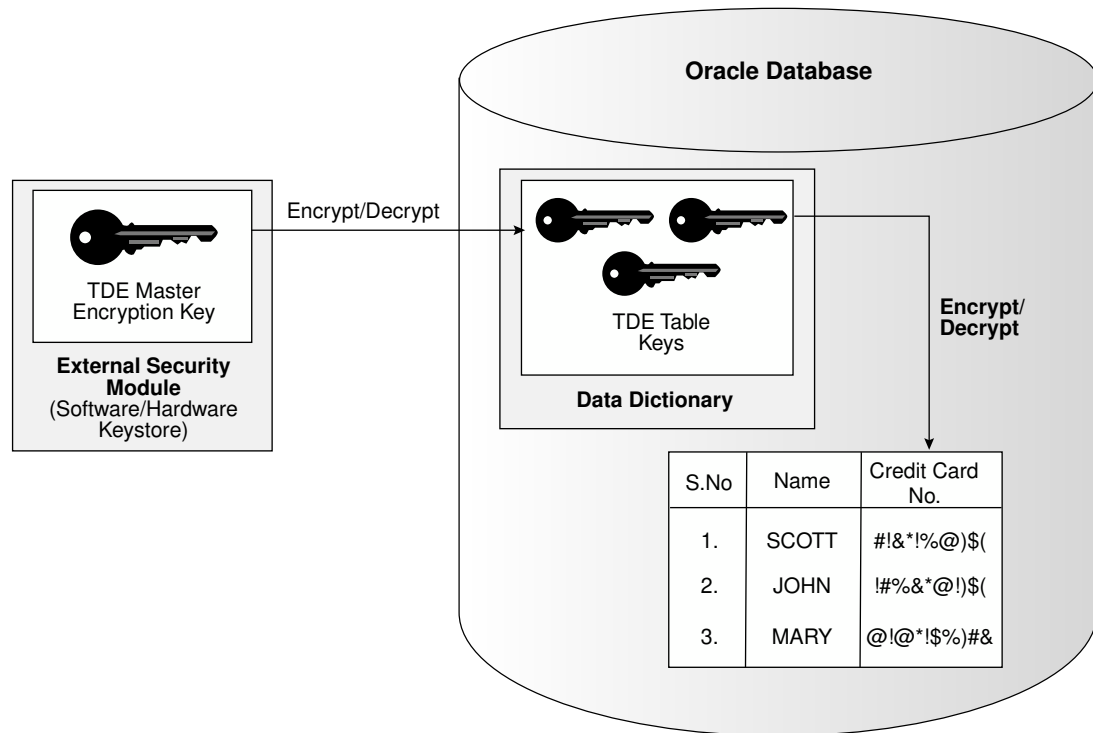 Oracle Database
TDE Master
Encryption Key
External Security
Module
(Software/Hardware
Keystore)
Encrypt/Decrypt
TDE Table
Keys
Data Dictionary
Encrypt/
Decrypt
S.No Name Credit Card
No.
1. SCOTT #!&*!%@)$(
2. JOHN !#%&*@!)$(
3. MARY @!@*!$%)#&